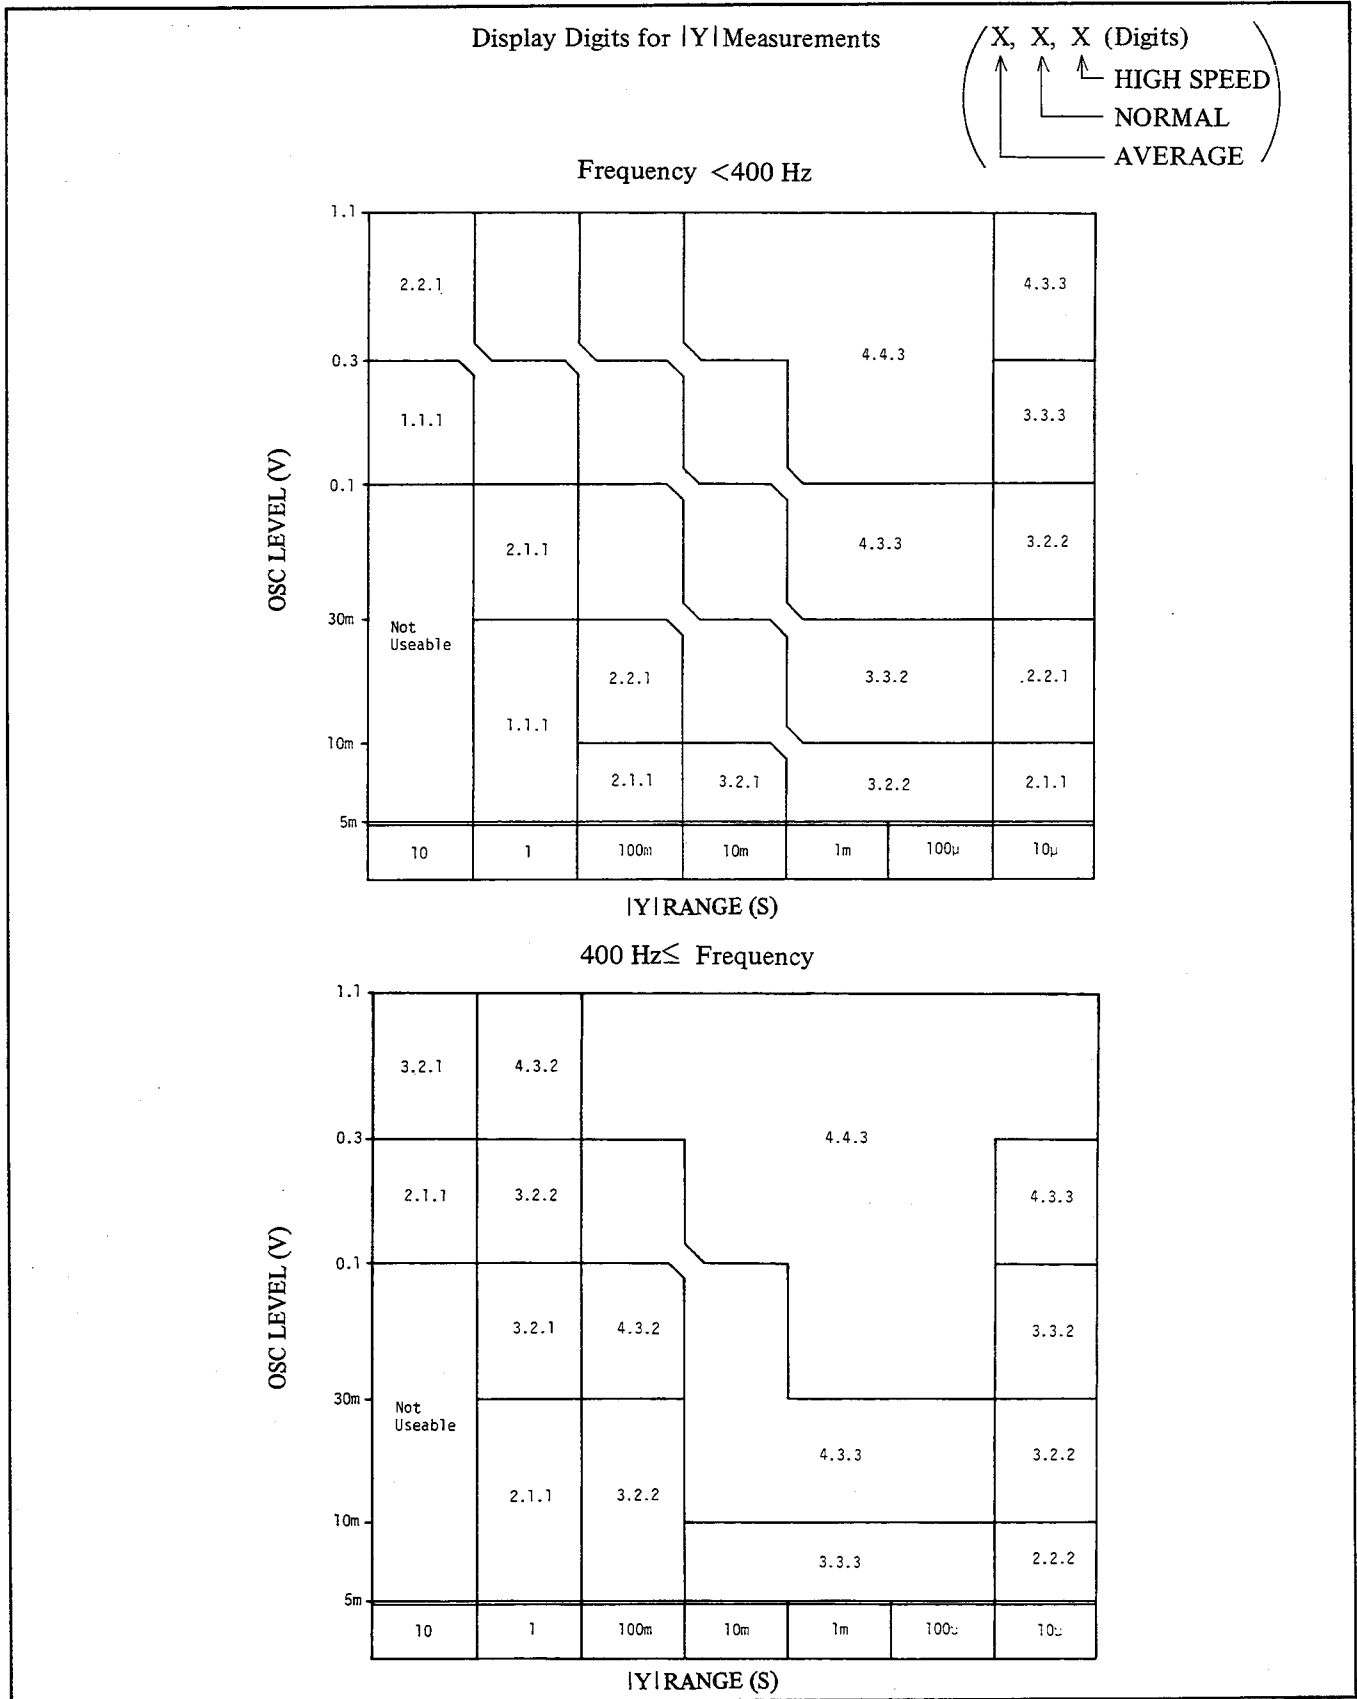 Display Digits for |Y| Measurements
X, X, X (Digits)
HIGH SPEED
NORMAL
AVERAGE
Frequency <400 Hz
OSC LEVEL (V)
1.1
2.2.1
4.3.3
4.4.3
0.3
1.1.1
3.3.3
0.1
2.1.1
4.3.3
3.2.2
30m
Not
Useable
2.2.1
3.3.2
2.2.1
1.1.1
10m
2.1.1
3.2.1
3.2.2
2.1.1
5m
10 1 100m 10m 1m 100µ 10µ
|Y| RANGE (S)
400 Hz≤ Frequency
OSC LEVEL (V)
1.1
3.2.1
4.3.2
0.3
4.4.3
2.1.1
3.2.2
4.3.3
0.1
3.2.1
4.3.2
3.3.2
30m
Not
Useable
4.3.3
3.2.2
2.1.1
3.2.2
10m
3.3.3
2.2.2
5m
10 1 100m 10m 1m 100µ 10µ
|Y| RANGE (S)